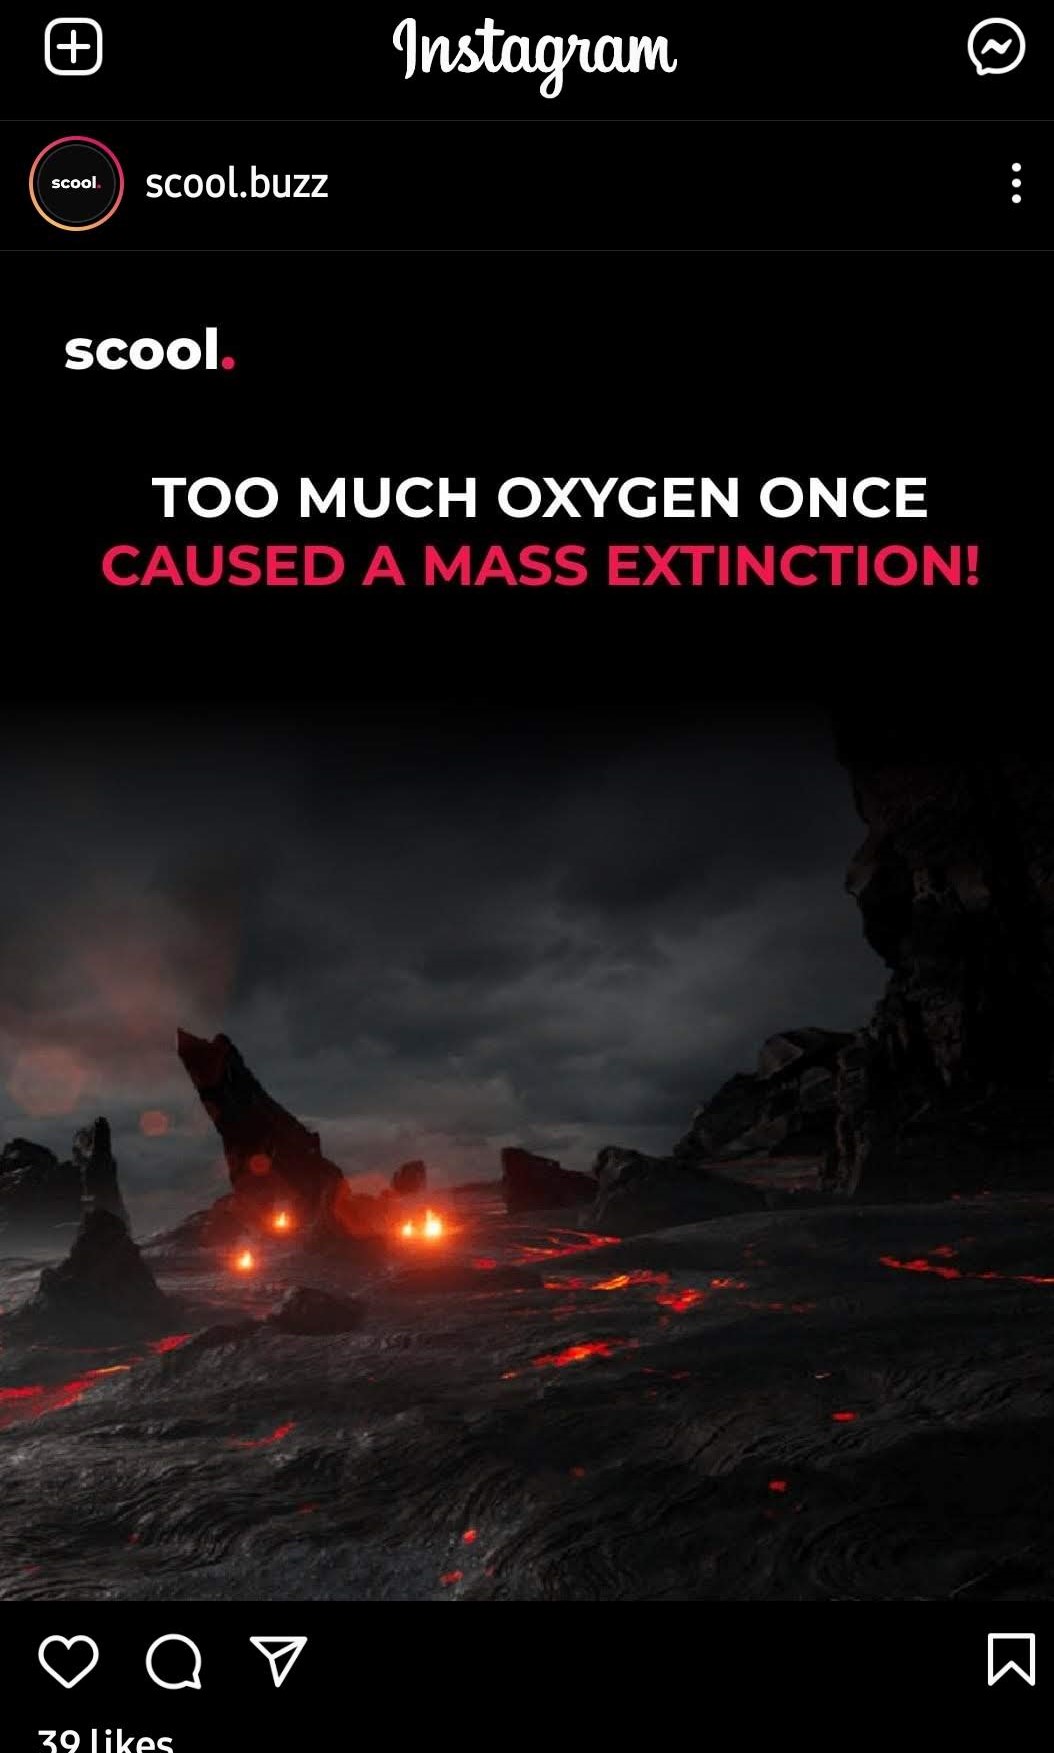 Instagram
scool.
scool.buzz
scool.
TOO MUCH OXYGEN ONCE
CAUSED A MASS EXTINCTION!
39 likes